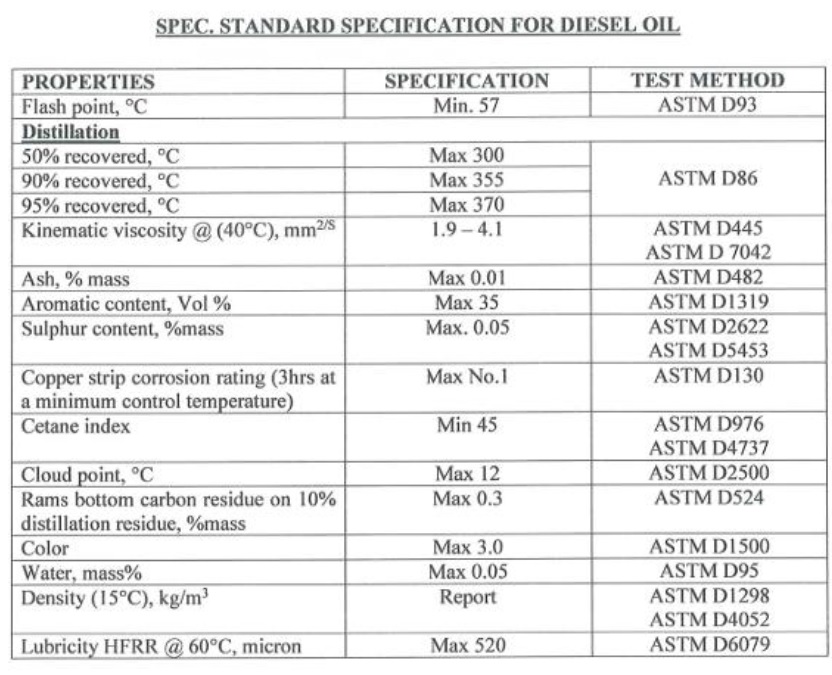 SPEC. STANDARD SPECIFICATION FOR DIESEL OIL
PROPERTIES SPECIFICATION TEST METHOD
Flash point, °C Min. 57 ASTM D93
Distillation
50% recovered, °C Max 300
90% recovered, °C Max 355 ASTM D86
95% recovered, °C Max 370
Kinematic viscosity @ (40°C), mm2/S 1.9 – 4.1 ASTM D445
ASTM D 7042
Ash, % mass Max 0.01 ASTM D482
Aromatic content, Vol % Max 35 ASTM D1319
Sulphur content, %mass Max. 0.05 ASTM D2622
ASTM D5453
Copper strip corrosion rating (3hrs at Max No.1 ASTM D130
a minimum control temperature)
Cetane index Min 45 ASTM D976
ASTM D4737
Cloud point, °C Max 12 ASTM D2500
Rams bottom carbon residue on 10% Max 0.3 ASTM D524
distillation residue, %mass
Color Max 3.0 ASTM D1500
Water, mass% Max 0.05 ASTM D95
Density (15°C), kg/m³ Report ASTM D1298
ASTM D4052
Lubricity HFRR @ 60°C, micron Max 520 ASTM D6079